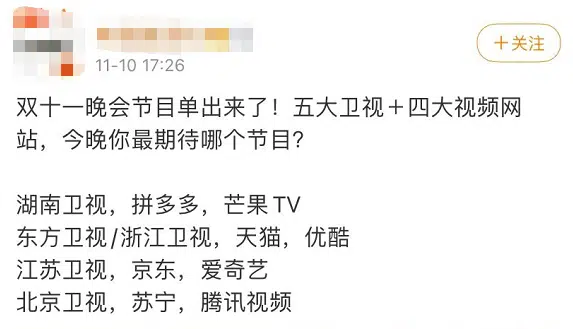 11-10 17:26
+关注
双十一晚会节目单出来了！五大卫视＋四大视频网
站，今晚你最期待哪个节目？
湖南卫视，拼多多，芒果TV
东方卫视/浙江卫视，天猫，优酷
江苏卫视，京东，爱奇艺
北京卫视，苏宁，腾讯视频